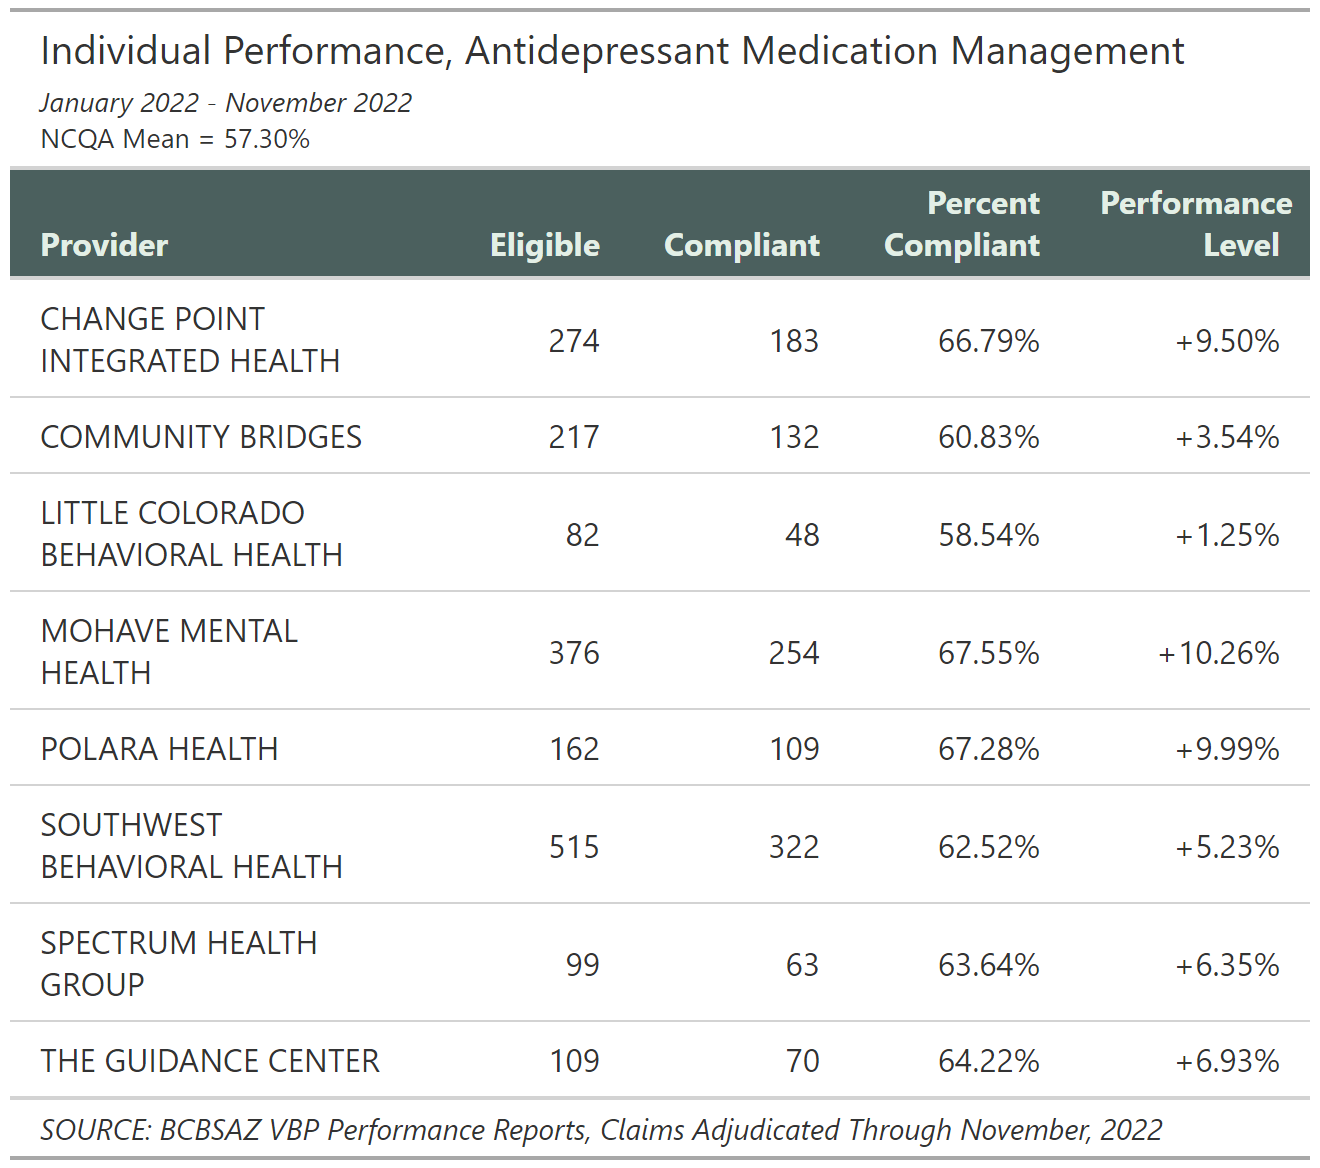 Individual Performance, Antidepressant Medication Management
January 2022 - November 2022
NCQA Mean = 57.30%
Percent Performance
Provider Eligible Compliant Compliant Level
CHANGE POINT
INTEGRATED HEALTH 274 183 66.79% +9.50%
COMMUNITY BRIDGES 217 132 60.83% +3.54%
LITTLE COLORADO
BEHAVIORAL HEALTH 82 48 58.54% +1.25%
MOHAVE MENTAL
HEALTH 376 254 67.55% +10.26%
POLARA HEALTH 162 109 67.28% +9.99%
SOUTHWEST
BEHAVIORAL HEALTH 515 322 62.52% +5.23%
SPECTRUM HEALTH
GROUP 99 63 63.64% +6.35%
THE GUIDANCE CENTER 109 70 64.22% +6.93%
SOURCE: BCBSAZ VBP Performance Reports, Claims Adjudicated Through November, 2022